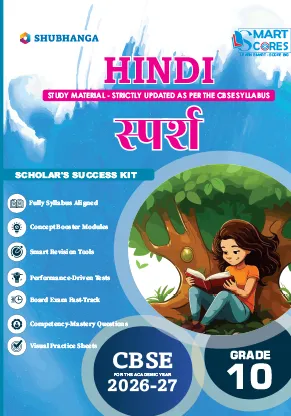 SHUBHANGA
SMART
SCORES
HINDI
STUDY MATERIAL - STRICTLY UPDATED AS PER THE CBSE SYLLABUS
स्पर्श
SCHOLAR'S SUCCESS KIT
Fully Syllabus Aligned
Concept Booster Modules
Smart Revision Tools
Performance-Driven Tests
Board Exam Fast-Track
Competency-Mastery Questions
Visual Practice Sheets
CBSE
FOR THE ACADEMIC YEAR
2026-27
GRADE
10